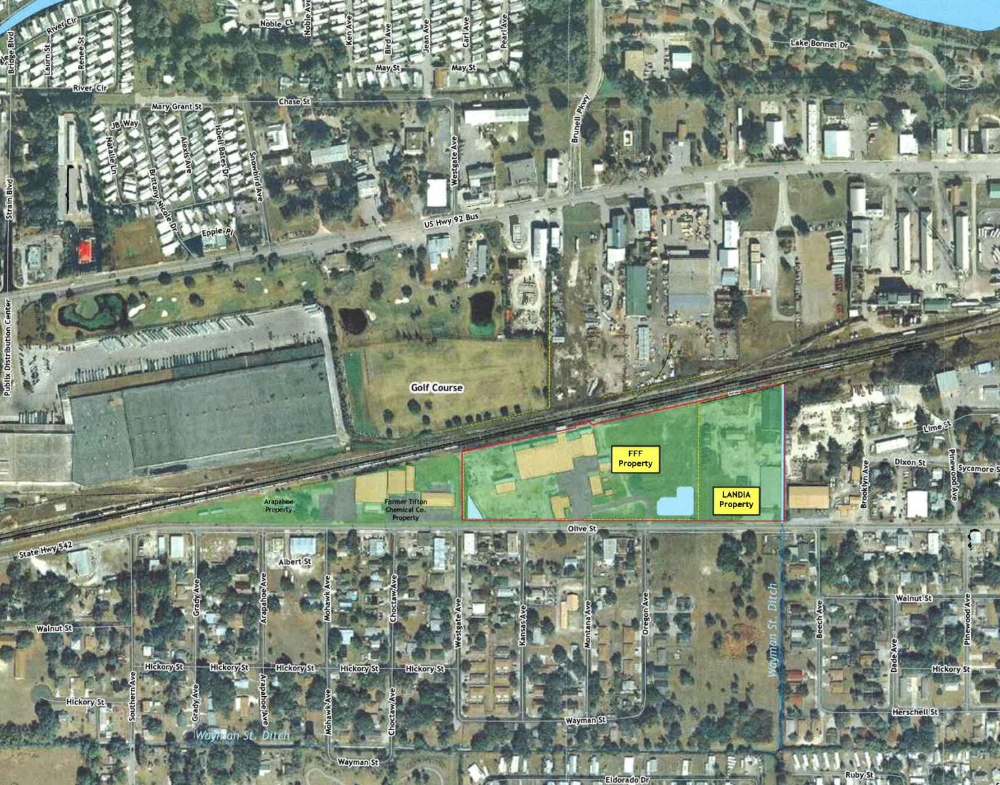 River Cir
Bridge Blvd
Laurn St
Renee St
River Cir
Noble Ct
Noble Ave
Ken Ave
Bird Ave
Jean Ave
Carl Ave
Pearl Ave
May St
May St
Lake Bonnet Dr
Mary Grant St
Chase St
JB Way
Natalie Ln
Brittany Nicole Dr
Alexis Ave
Isbell Bates Dr
Snowbird Ave
Westgate Ave
Brunell Pkwy
Strain Blvd
Eppie Pl
US Hwy 92 Bus
Publix Distribution Center
Golf Course
FFF
Property
LANDIA
Property
Arapahoe
Property
Former Tifton
Chemical Co.
Property
Lime St
Dixon St
Sycamore S
Pinewood Ave
Brooklyn Ave
Olive St
State Hwy 542
Albert St
Grady Ave
Arapahoe Ave
Mohawk Ave
Choctaw Ave
Westgate Ave
Kansas Ave
Montana Ave
Oregon Ave
Wayman St. Ditch
Beech Ave
Walnut St
Pinewood Ave
Dade Ave
Walnut St
Hickory St
Hickory St
Hickory St
Hickory St
Hickory St
Hickory St
Hickory St
Southern Ave
Grady Ave
Arapahoe Ave
Mohawk Ave
Choctaw Ave
Wayman St
Herschell St
Wayman St. Ditch
Wayman St
Eldorado Dr
Ruby St